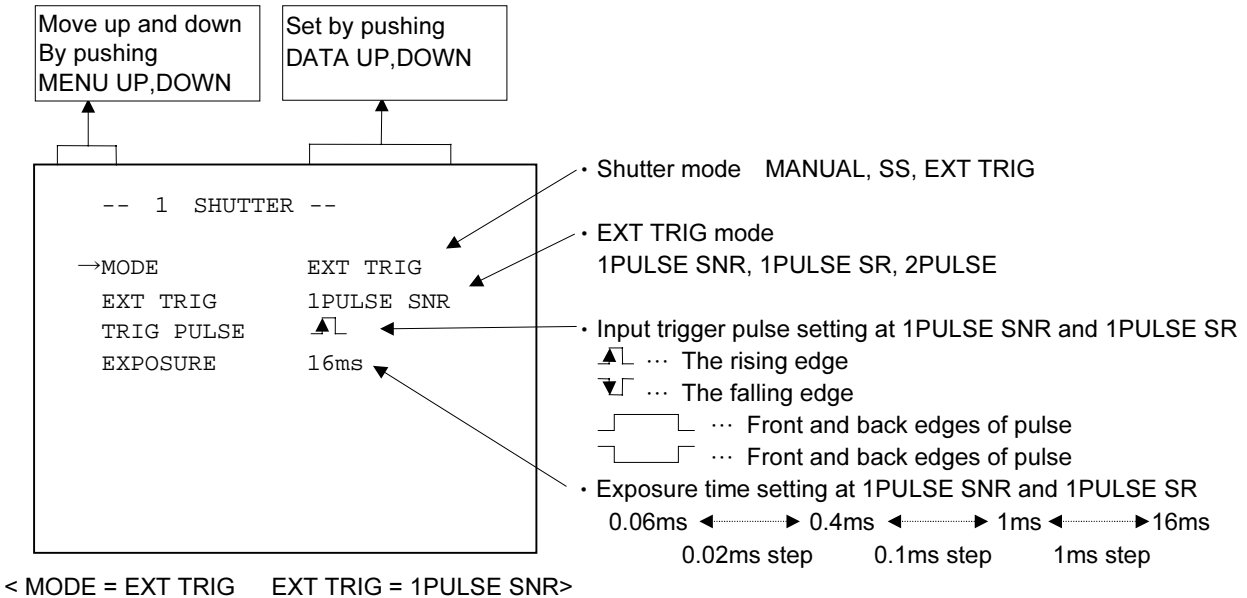 Move up and down
By pushing
MENU UP,DOWN
Set by pushing
DATA UP,DOWN
-- 1 SHUTTER --
→MODE EXT TRIG
EXT TRIG 1PULSE SNR
TRIG PULSE
EXPOSURE 16ms
・Shutter mode MANUAL, SS, EXT TRIG
・EXT TRIG mode
1PULSE SNR, 1PULSE SR, 2PULSE
・Input trigger pulse setting at 1PULSE SNR and 1PULSE SR
… The rising edge
… The falling edge
… Front and back edges of pulse
… Front and back edges of pulse
・Exposure time setting at 1PULSE SNR and 1PULSE SR
0.06ms 0.4ms 1ms 16ms
0.02ms step 0.1ms step 1ms step
< MODE = EXT TRIG EXT TRIG = 1PULSE SNR>